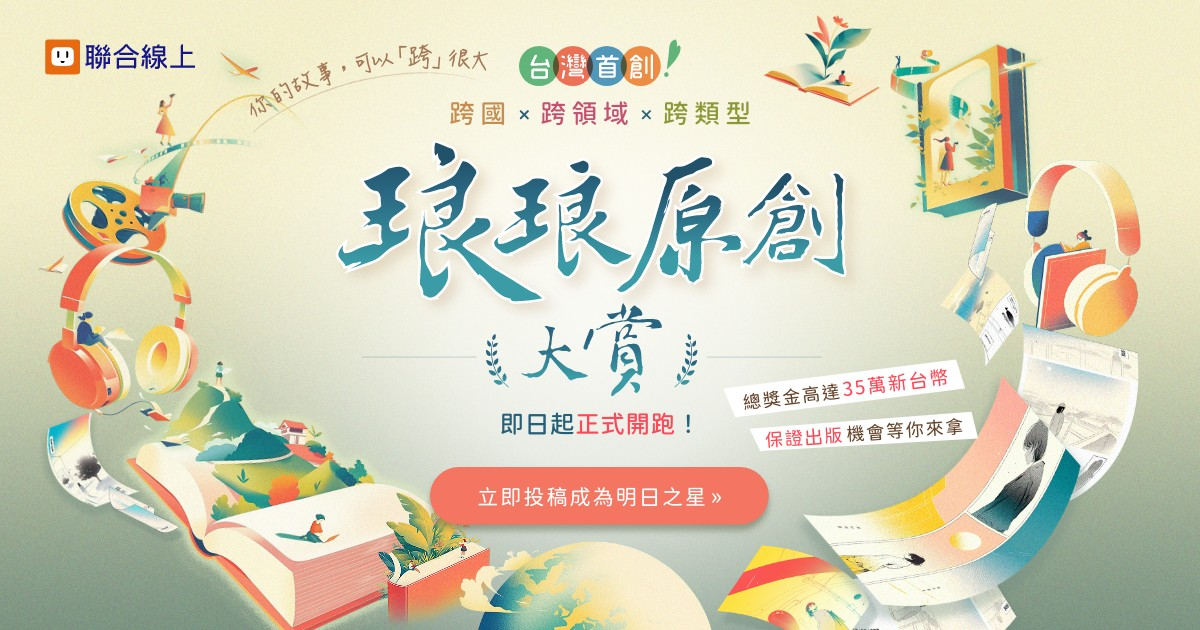 聯合線上
你的故事，可以「跨」很大
台灣首創！
跨國 × 跨領域 × 跨類型
琅琅原創
大賞
即日起正式開跑！
總獎金高達35萬新台幣
保證出版機會等你來拿
立即投稿成為明日之星»